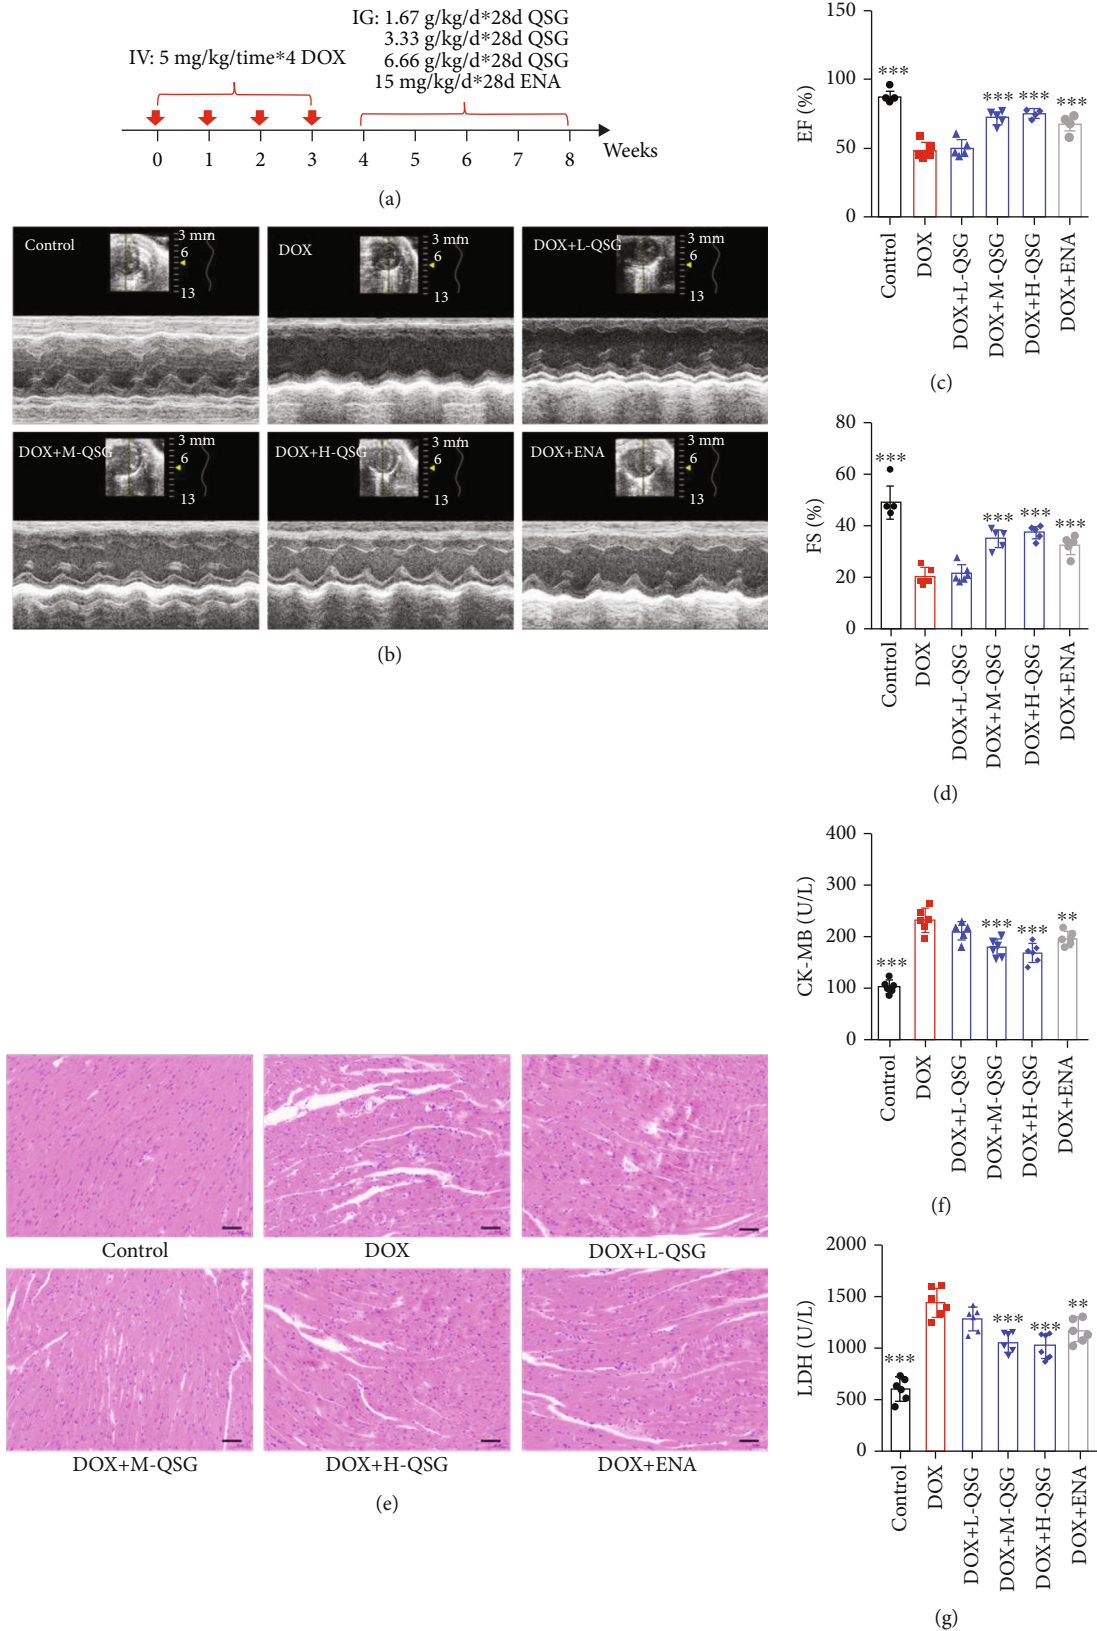 IG: 1.67 g/kg/d*28d QSG
3.33 g/kg/d*28d QSG
6.66 g/kg/d*28d QSG
15 mg/kg/d*28d ENA
IV: 5 mg/kg/time*4 DOX
0 1 2 3 4 5 6 7 8 Weeks
(a)
Control 3 mm 6 13
DOX 3 mm 6 13
DOX+L-QSG 3 mm 6 13
DOX+M-QSG 3 mm 6 13
DOX+H-QSG 3 mm 6 13
DOX+ENA 3 mm 6 13
(b)
EF (%)
150
100
50
0
***
*** *** ***
Control DOX DOX+L-QSG DOX+M-QSG DOX+H-QSG DOX+ENA
(c)
FS (%)
80
60
40
20
0
***
*** *** ***
Control DOX DOX+L-QSG DOX+M-QSG DOX+H-QSG DOX+ENA
(d)
Control DOX DOX+L-QSG
DOX+M-QSG DOX+H-QSG DOX+ENA
(e)
CK-MB (U/L)
400
300
200
100
0
***
*** *** **
Control DOX DOX+L-QSG DOX+M-QSG DOX+H-QSG DOX+ENA
(f)
LDH (U/L)
2000
1500
1000
500
0
***
*** *** **
Control DOX DOX+L-QSG DOX+M-QSG DOX+H-QSG DOX+ENA
(g)